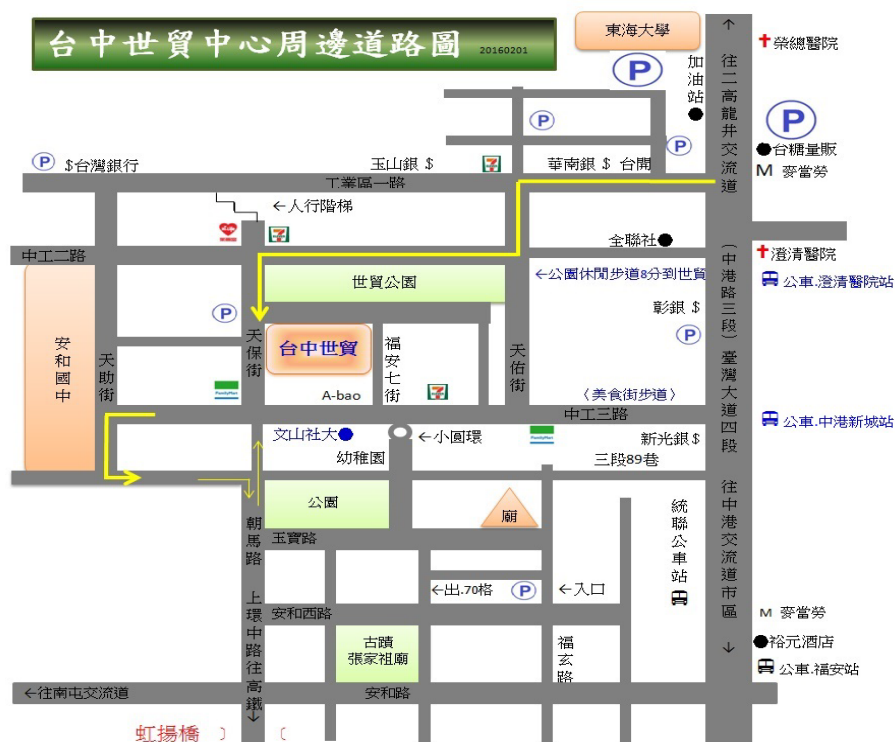 台中世貿中心周邊道路圖 20160201
東海大學
P
加油站
↑ 往二高龍井交流道
榮總醫院
P
P
P
台糖量販
M 麥當勞
P $台灣銀行
玉山銀 $
7-ELEVEN
華南銀 $ 台開
工業區一路
←人行階梯
7-ELEVEN
全聯社
中工二路
(中港路三段)臺灣大道四段
澄清醫院
公車.澄清醫院站
世貿公園
←公園休閒步道8分到世貿
彰銀 $
P
P
安和國中
天助街
天保街
台中世貿
福安七街
天佑街
FamilyMart
A-bao
7-ELEVEN
〈美食街步道〉
中工三路
公車.中港新城站
文山社大
←小圓環
FamilyMart
新光銀$
幼稚園
三段89巷
公園
廟
統聯公車站
往中港交流道市區 ↓
朝馬路
玉寶路
←出.70格 P ←入口
上環中路往高鐵↓
安和西路
M 麥當勞
古蹟
張家祖廟
福玄路
裕元酒店
公車.福安站
←往南屯交流道
安和路
虹揚橋 ﹞ ﹝